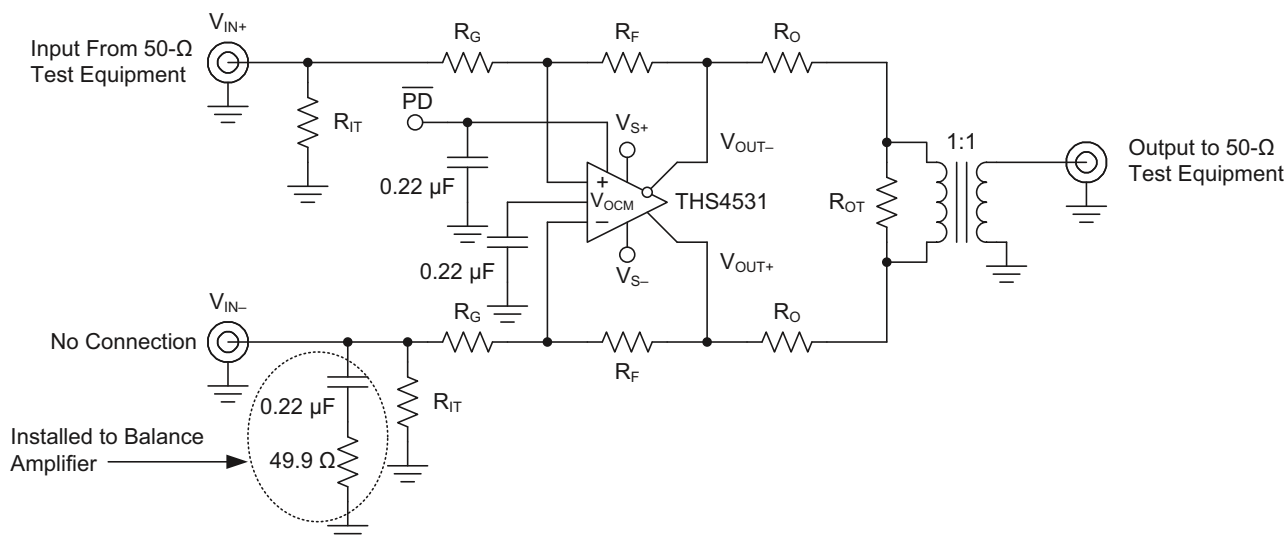 V_IN+
Input From 50-Ω
Test Equipment
R_G
R_F
R_O
R_IT
PD
V_S+
V_OUT–
1:1
Output to 50-Ω
Test Equipment
0.22 µF
+
V_OCM
–
THS4531
R_OT
0.22 µF
V_S–
V_OUT+
V_IN–
No Connection
R_G
R_F
R_O
0.22 µF
R_IT
Installed to Balance
Amplifier
49.9 Ω